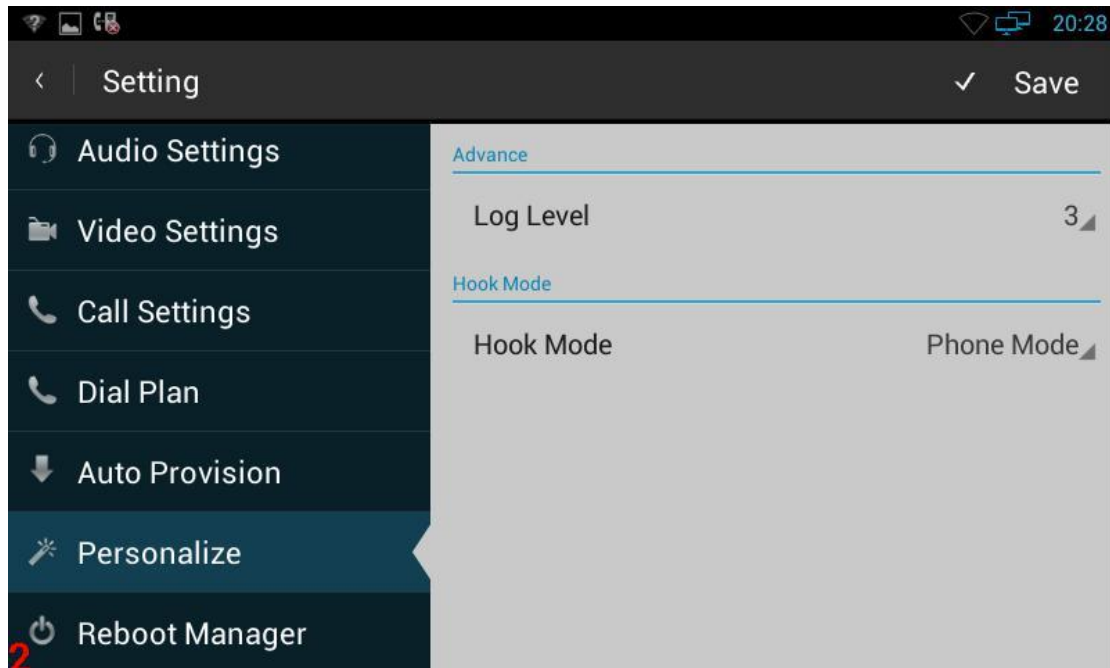 20:28
Setting
Save
Audio Settings
Video Settings
Call Settings
Dial Plan
Auto Provision
Personalize
Reboot Manager
2
Advance
Log Level 3
Hook Mode
Hook Mode Phone Mode